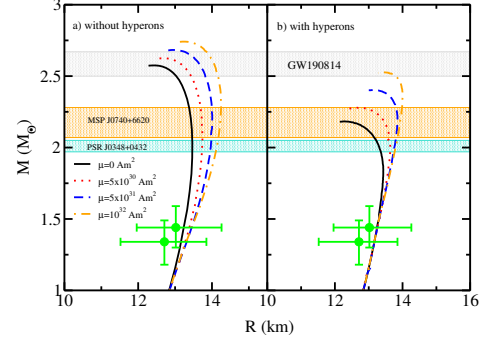 a) without hyperons
b) with hyperons
3
2.5
2
1.5
1
M (M⊙)
GW190814
MSP J0740+6620
PSR J0348+0432
μ=0 Am²
μ=5x10³⁰ Am²
μ=5x10³¹ Am²
μ=10³² Am²
10 12 14 10 12 14 16
R (km)